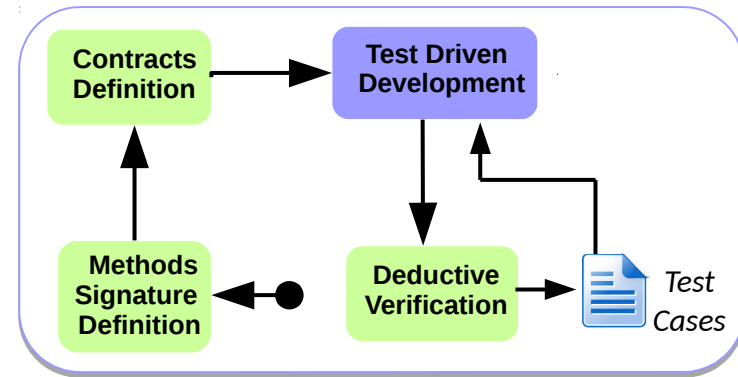 Contracts
Definition
Test Driven
Development
Methods
Signature
Definition
Deductive
Verification
Test
Cases